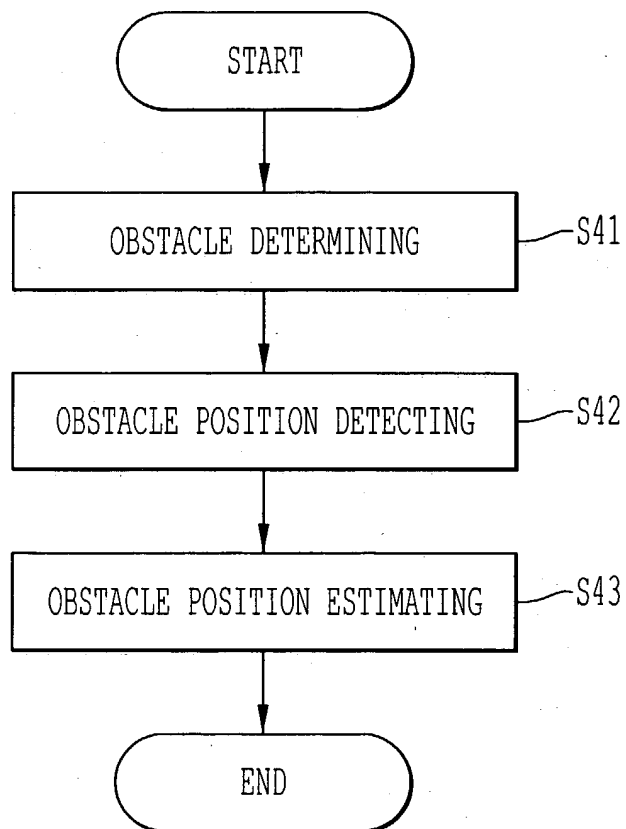 START
OBSTACLE DETERMINING
S41
OBSTACLE POSITION DETECTING
S42
OBSTACLE POSITION ESTIMATING
S43
END